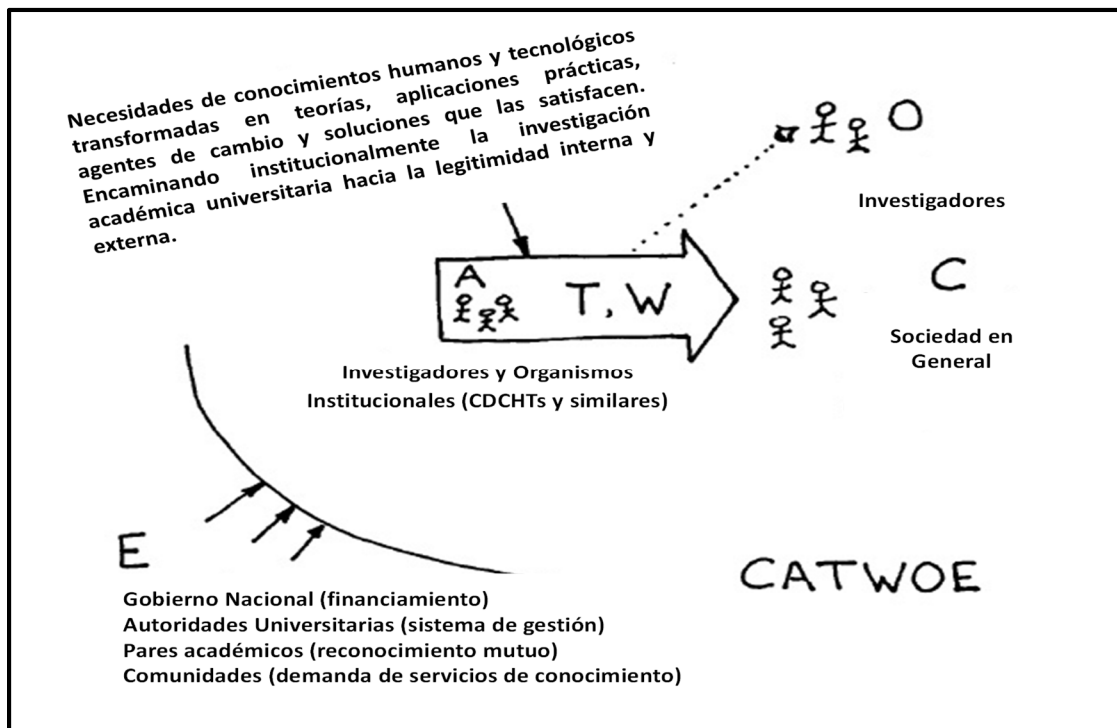 Necesidades de conocimientos humanos y tecnológicos
transformadas en teorías, aplicaciones prácticas,
agentes de cambio y soluciones que las satisfacen.
Encaminando institucionalmente la investigación
académica universitaria hacia la legitimidad interna y
externa.
O
Investigadores
A
T, W
C
Sociedad en
General
Investigadores y Organismos
Institucionales (CDCHTs y similares)
E
CATWOE
Gobierno Nacional (financiamiento)
Autoridades Universitarias (sistema de gestión)
Pares académicos (reconocimiento mutuo)
Comunidades (demanda de servicios de conocimiento)